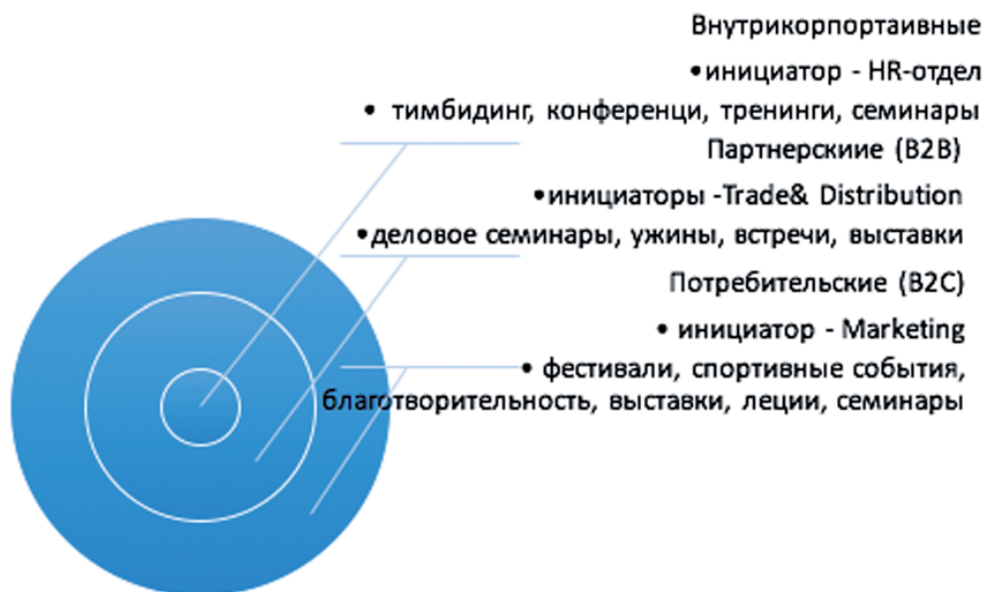 Внутрикорпортаивные
•инициатор - HR-отдел
• тимбидинг, конференци, тренинги, семинары
Партнерскиие (B2B)
•инициаторы -Trade& Distribution
•деловое семинары, ужины, встречи, выставки
Потребительские (B2C)
• инициатор - Marketing
• фестивали, спортивные события,
благотворительность, выставки, леции, семинары